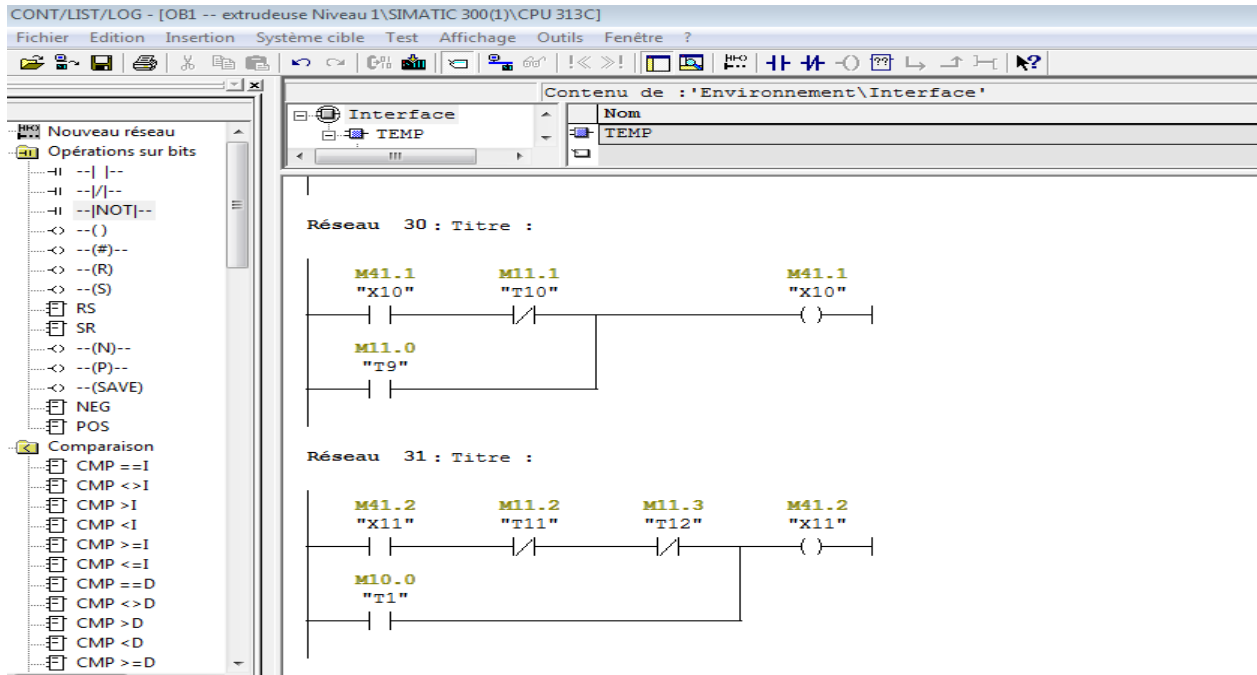 CONT/LIST/LOG - [OB1 -- extrudeuse Niveau 1\SIMATIC 300(1)\CPU 313C]
Fichier Edition Insertion Système cible Test Affichage Outils Fenêtre ?
Contenu de :'Environnement\Interface'
Interface
TEMP
Nom
TEMP
Nouveau réseau
Opérations sur bits
--| |--
--|/|--
--|NOT|--
--( )
--(#)--
--(R)
--(S)
RS
SR
--(N)--
--(P)--
--(SAVE)
NEG
POS
Comparaison
CMP ==I
CMP <>I
CMP >I
CMP <I
CMP >=I
CMP <=I
CMP ==D
CMP <>D
CMP >D
CMP <D
CMP >=D
Réseau 30 : Titre :
M41.1 M11.1 M41.1
"X10" "T10" "X10"
M11.0
"T9"
Réseau 31 : Titre :
M41.2 M11.2 M11.3 M41.2
"X11" "T11" "T12" "X11"
M10.0
"T1"